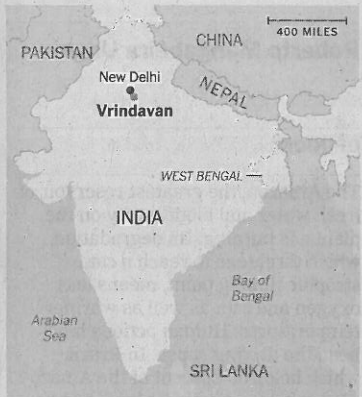 400 MILES
CHINA
PAKISTAN
New Delhi
NEPAL
Vrindavan
WEST BENGAL
INDIA
Bay of
Bengal
Arabian
Sea
SRI LANKA